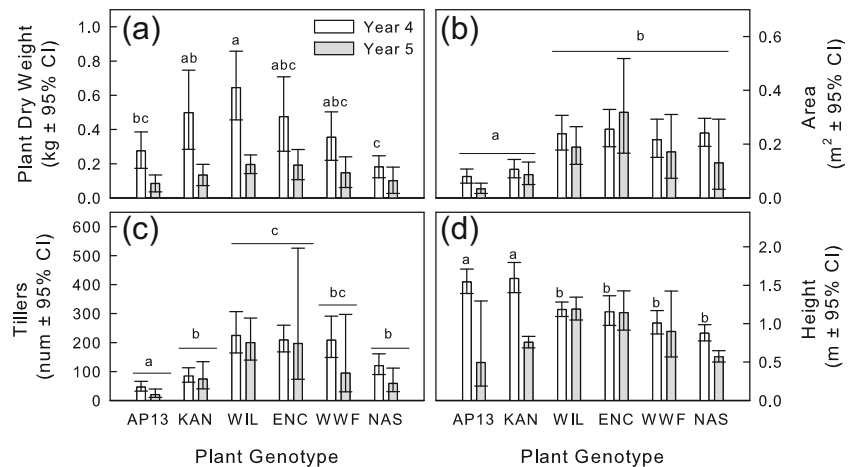 (a)
Year 4
Year 5
Plant Dry Weight
(kg ± 95% CI)
1.0
0.8
0.6
0.4
0.2
0.0
bc
ab
a
abc
abc
c
(b)
b
a
0.6
0.4
0.2
0.0
Area
(m² ± 95% CI)
(c)
Tillers
(num ± 95% CI)
600
500
400
300
200
100
0
a
b
c
bc
b
AP13 KAN WIL ENC WWF NAS
Plant Genotype
(d)
a
a
b
b
b
b
2.0
1.5
1.0
0.5
0.0
Height
(m ± 95% CI)
AP13 KAN WIL ENC WWF NAS
Plant Genotype